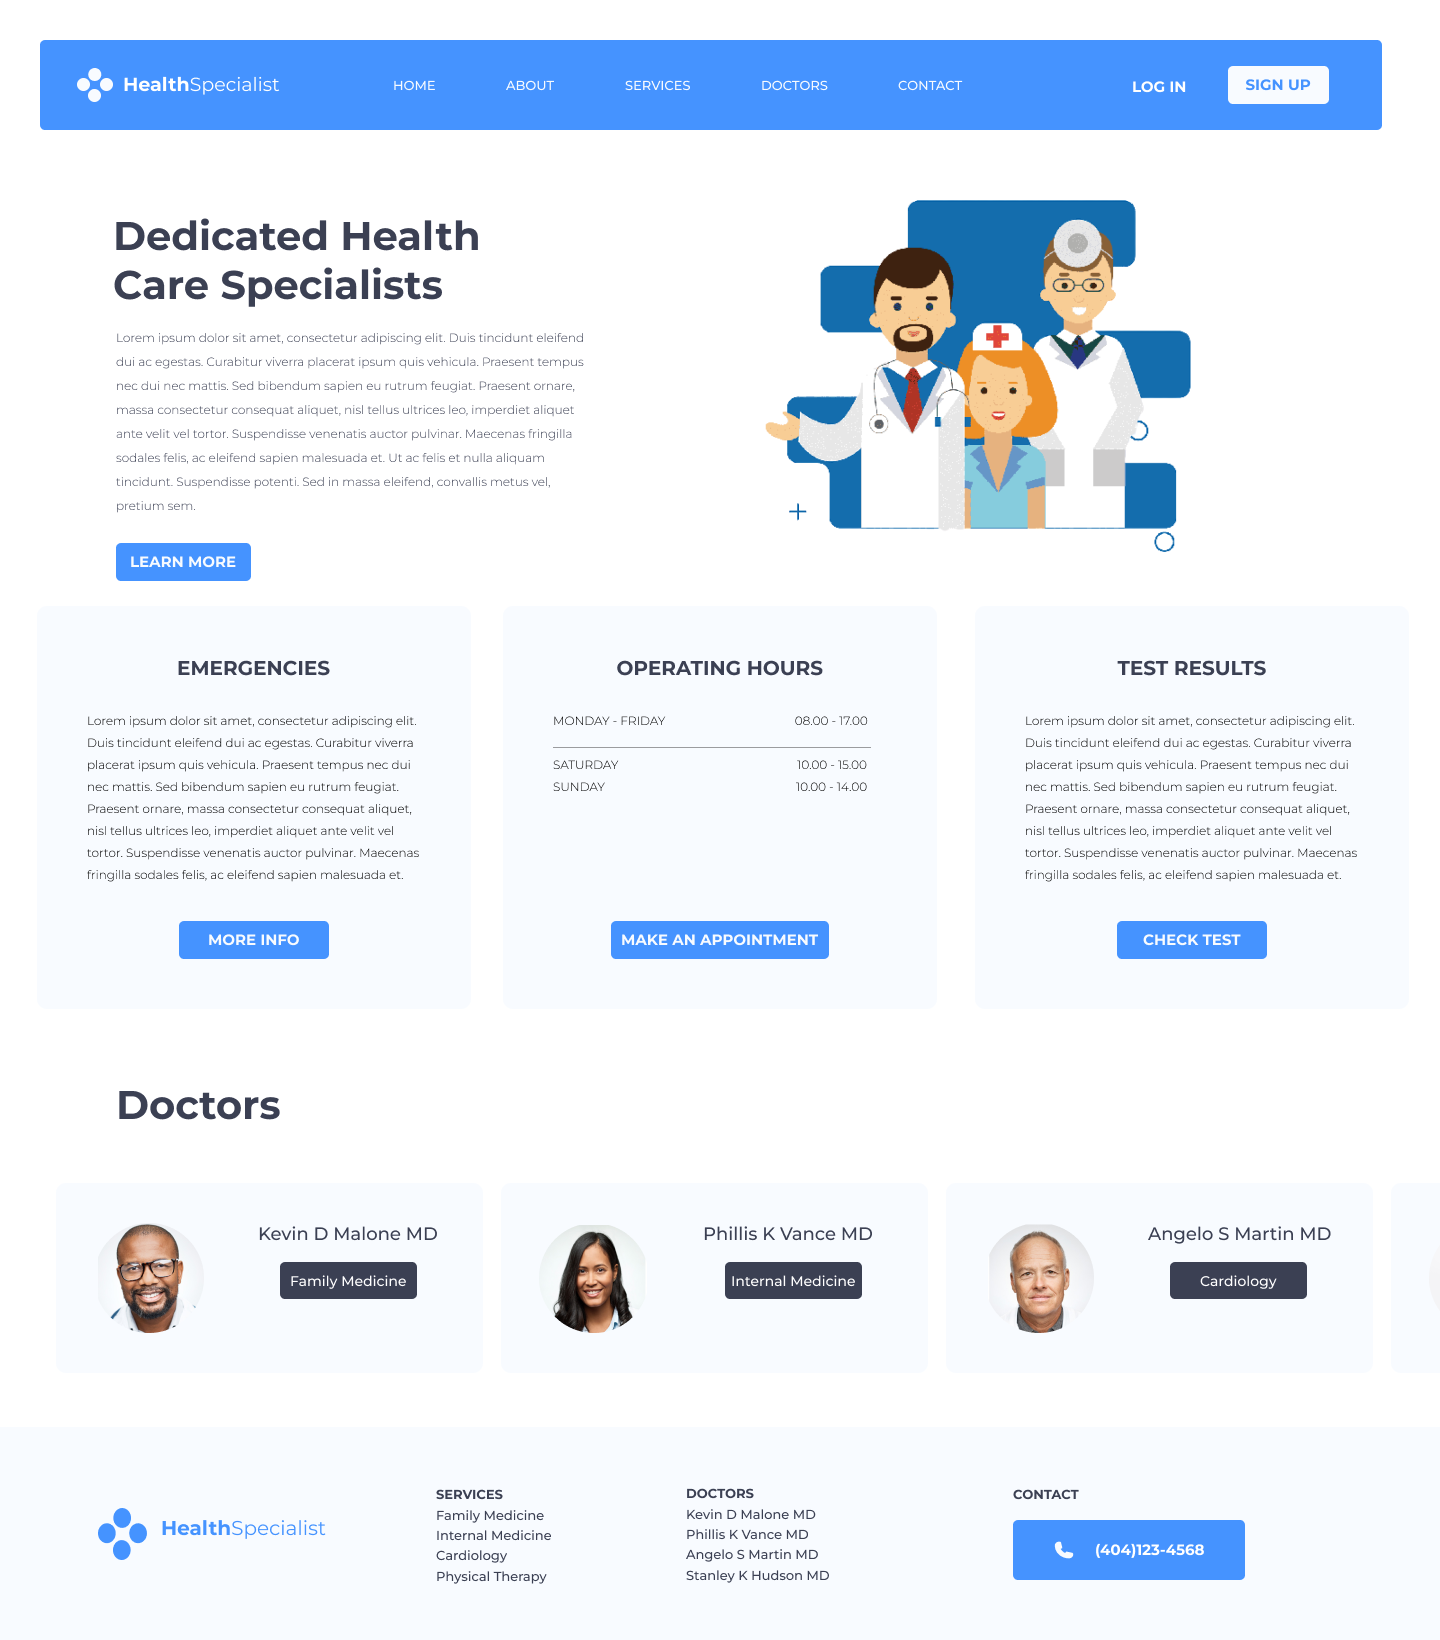 HealthSpecialist
HOME
ABOUT
SERVICES
DOCTORS
CONTACT
LOG IN
SIGN UP
Dedicated Health
Care Specialists
Lorem ipsum dolor sit amet, consectetur adipiscing elit. Duis tincidunt eleifend
dui ac egestas. Curabitur viverra placerat ipsum quis vehicula. Praesent tempus
nec dui nec mattis. Sed bibendum sapien eu rutrum feugiat. Praesent ornare,
massa consectetur consequat aliquet, nisl tellus ultrices leo, imperdiet aliquet
ante velit vel tortor. Suspendisse venenatis auctor pulvinar. Maecenas fringilla
sodales felis, ac eleifend sapien malesuada et. Ut ac felis et nulla aliquam
tincidunt. Suspendisse potenti. Sed in massa eleifend, convallis metus vel,
pretium sem.
LEARN MORE
EMERGENCIES
Lorem ipsum dolor sit amet, consectetur adipiscing elit.
Duis tincidunt eleifend dui ac egestas. Curabitur viverra
placerat ipsum quis vehicula. Praesent tempus nec dui
nec mattis. Sed bibendum sapien eu rutrum feugiat.
Praesent ornare, massa consectetur consequat aliquet,
nisl tellus ultrices leo, imperdiet aliquet ante velit vel
tortor. Suspendisse venenatis auctor pulvinar. Maecenas
fringilla sodales felis, ac eleifend sapien malesuada et.
MORE INFO
OPERATING HOURS
MONDAY - FRIDAY 08.00 - 17.00
SATURDAY 10.00 - 15.00
SUNDAY 10.00 - 14.00
MAKE AN APPOINTMENT
TEST RESULTS
Lorem ipsum dolor sit amet, consectetur adipiscing elit.
Duis tincidunt eleifend dui ac egestas. Curabitur viverra
placerat ipsum quis vehicula. Praesent tempus nec dui
nec mattis. Sed bibendum sapien eu rutrum feugiat.
Praesent ornare, massa consectetur consequat aliquet,
nisl tellus ultrices leo, imperdiet aliquet ante velit vel
tortor. Suspendisse venenatis auctor pulvinar. Maecenas
fringilla sodales felis, ac eleifend sapien malesuada et.
CHECK TEST
Doctors
Kevin D Malone MD
Family Medicine
Phillis K Vance MD
Internal Medicine
Angelo S Martin MD
Cardiology
HealthSpecialist
SERVICES
Family Medicine
Internal Medicine
Cardiology
Physical Therapy
DOCTORS
Kevin D Malone MD
Phillis K Vance MD
Angelo S Martin MD
Stanley K Hudson MD
CONTACT
(404)123-4568